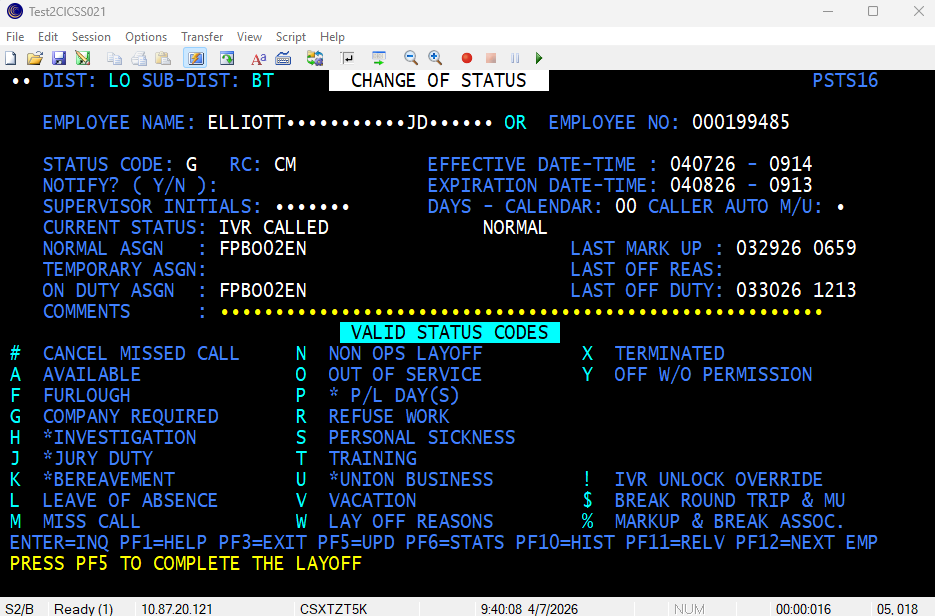 Test2CICSS021
File Edit Session Options Transfer View Script Help
•• DIST: LO SUB-DIST: BT CHANGE OF STATUS PSTS16
EMPLOYEE NAME: ELLIOTT•••••••••••JD•••••• OR EMPLOYEE NO: 000199485
STATUS CODE: G RC: CM EFFECTIVE DATE-TIME : 040726 - 0914
NOTIFY? ( Y/N ): EXPIRATION DATE-TIME: 040826 - 0913
SUPERVISOR INITIALS: ••••••• DAYS - CALENDAR: 00 CALLER AUTO M/U: •
CURRENT STATUS: IVR CALLED NORMAL
NORMAL ASGN : FPBO02EN LAST MARK UP : 032926 0659
TEMPORARY ASGN: LAST OFF REAS:
ON DUTY ASGN : FPBO02EN LAST OFF DUTY: 033026 1213
COMMENTS : •••••••••••••••••••••••••••••••••••••••••••••••••••••••
VALID STATUS CODES
# CANCEL MISSED CALL N NON OPS LAYOFF X TERMINATED
A AVAILABLE O OUT OF SERVICE Y OFF W/O PERMISSION
F FURLOUGH P * P/L DAY(S)
G COMPANY REQUIRED R REFUSE WORK
H *INVESTIGATION S PERSONAL SICKNESS
J *JURY DUTY T TRAINING
K *BEREAVEMENT U *UNION BUSINESS ! IVR UNLOCK OVERRIDE
L LEAVE OF ABSENCE V VACATION $ BREAK ROUND TRIP & MU
M MISS CALL W LAY OFF REASONS % MARKUP & BREAK ASSOC.
ENTER=INQ PF1=HELP PF3=EXIT PF5=UPD PF6=STATS PF10=HIST PF11=RELV PF12=NEXT EMP
PRESS PF5 TO COMPLETE THE LAYOFF
S2/B Ready (1) 10.87.20.121 CSXTZT5K 9:40:08 4/7/2026 NUM 00:00:016 05, 018